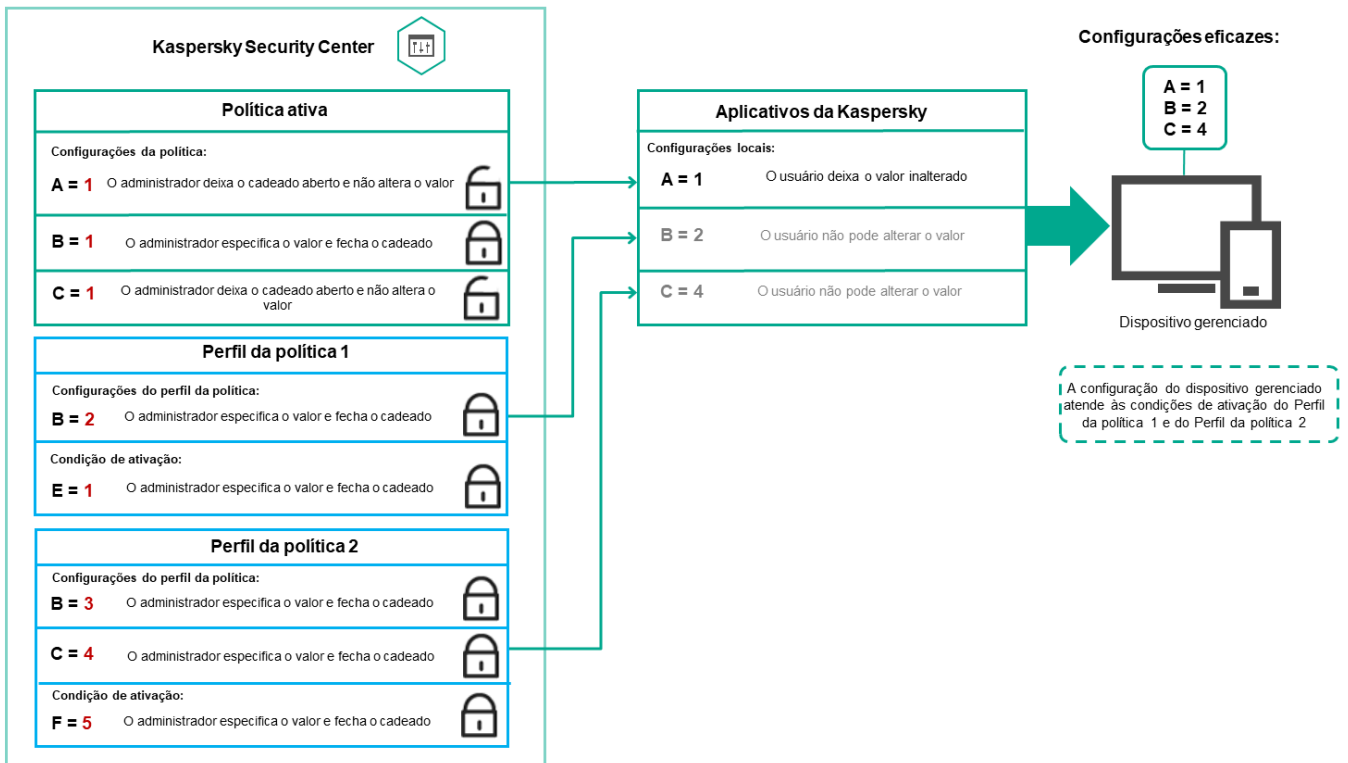 Kaspersky Security Center
Política ativa
Configurações da política:
A = 1 O administrador deixa o cadeado aberto e não altera o valor
B = 1 O administrador especifica o valor e fecha o cadeado
C = 1 O administrador deixa o cadeado aberto e não altera o
valor
Perfil da política 1
Configurações do perfil da política:
B = 2 O administrador especifica o valor e fecha o cadeado
Condição de ativação:
E = 1 O administrador especifica o valor e fecha o cadeado
Perfil da política 2
Configurações do perfil da política:
B = 3 O administrador especifica o valor e fecha o cadeado
C = 4 O administrador especifica o valor e fecha o cadeado
Condição de ativação:
F = 5 O administrador especifica o valor e fecha o cadeado
Aplicativos da Kaspersky
Configurações locais:
A = 1 O usuário deixa o valor inalterado
B = 2 O usuário não pode alterar o valor
C = 4 O usuário não pode alterar o valor
Configurações eficazes:
A = 1
B = 2
C = 4
Dispositivo gerenciado
A configuração do dispositivo gerenciado
atende às condições de ativação do Perfil
da política 1 e do Perfil da política 2